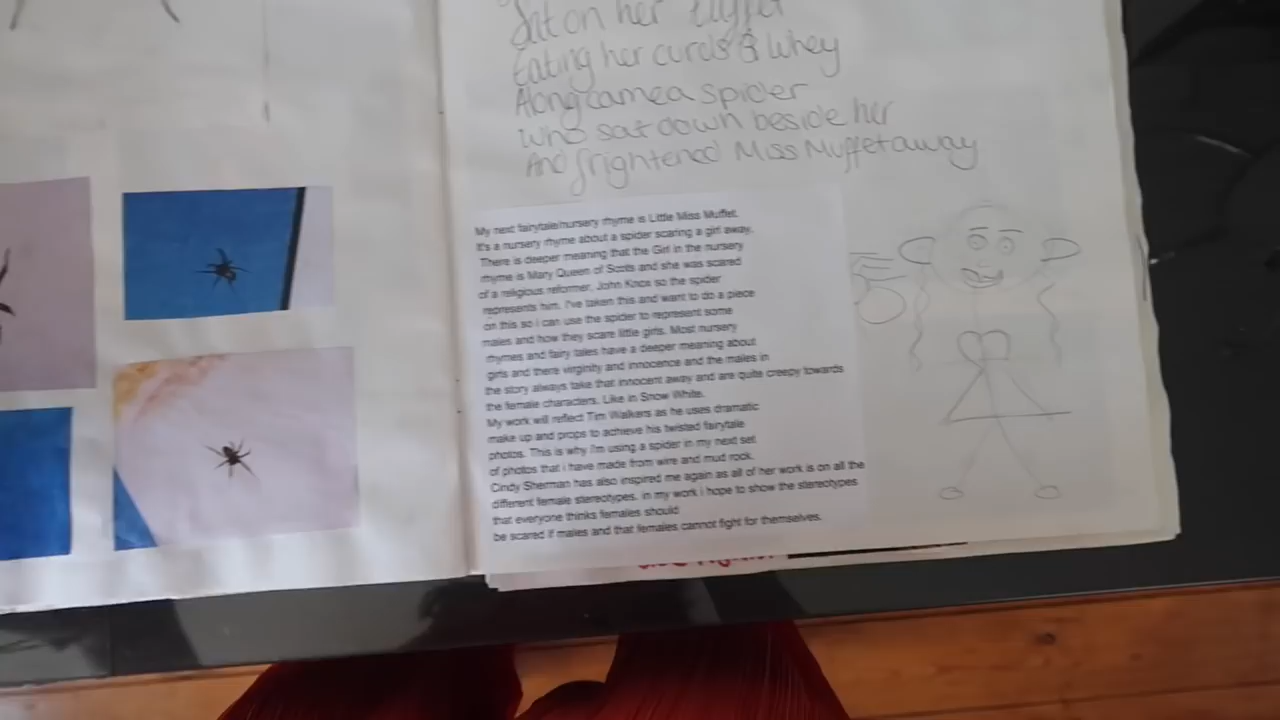 Sat on her tuffet
Eating her curds & whey
Along came a spider
Who sat down beside her
And frightened Miss Muffet away
My next fairytale/nursery rhyme is Little Miss Muffet.
It's a nursery rhyme about a spider scaring a girl away.
There is deeper meaning that the Girl in the nursery
rhyme is Mary Queen of Scots and she was scared
of a religious reformer, John Knox so the spider
represents him. I've taken this and want to do a piece
on this so i can use the spider to represent some
males and how they scare little girls. Most nursery
rhymes and fairy tales have a deeper meaning about
girls and there virginity and innocence and the males in
the story always take that innocent away and are quite creepy towards
the female characters. Like in Snow White.
My work will reflect Tim Walkers as he uses dramatic
make up and props to achieve his twisted fairytale
photos. This is why I'm using a spider in my next set
of photos that i have made from wire and mud rock.
Cindy Sherman has also inspired me again as all of her work is on all the
different female stereotypes. in my work i hope to show the stereotypes
that everyone thinks females should
be scared if males and that females cannot fight for themselves.